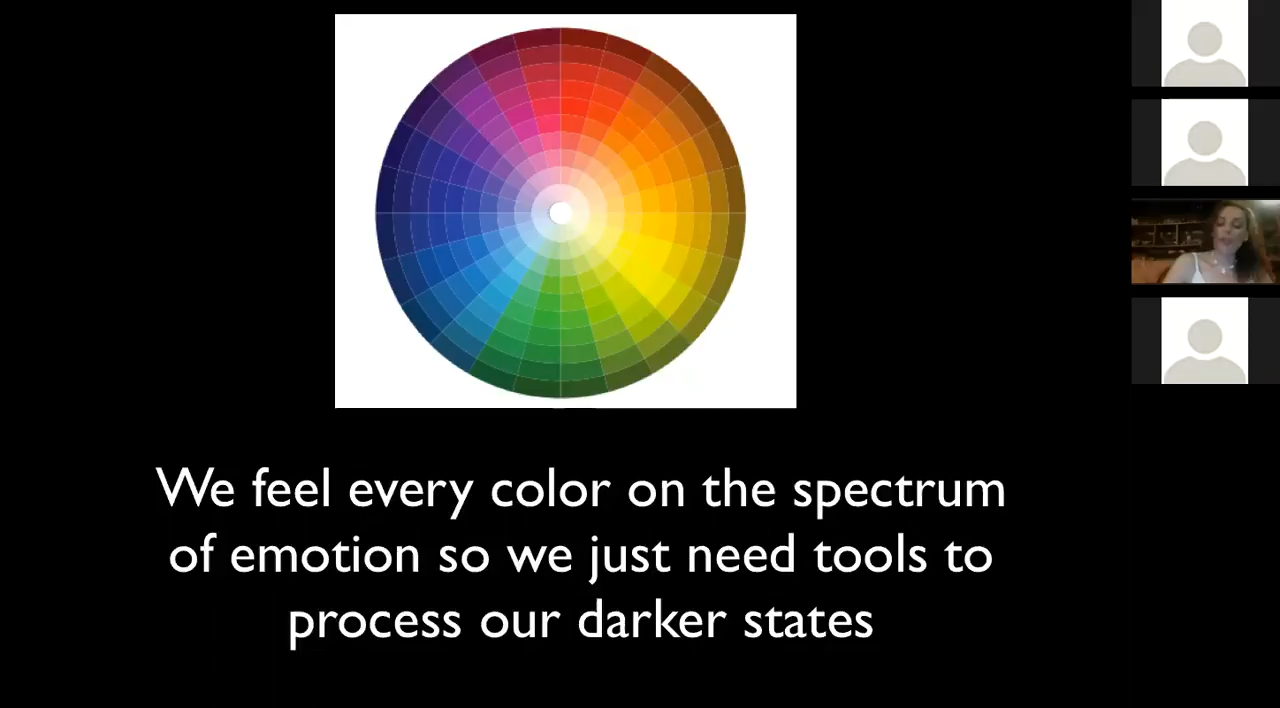 We feel every color on the spectrum
of emotion so we just need tools to
process our darker states